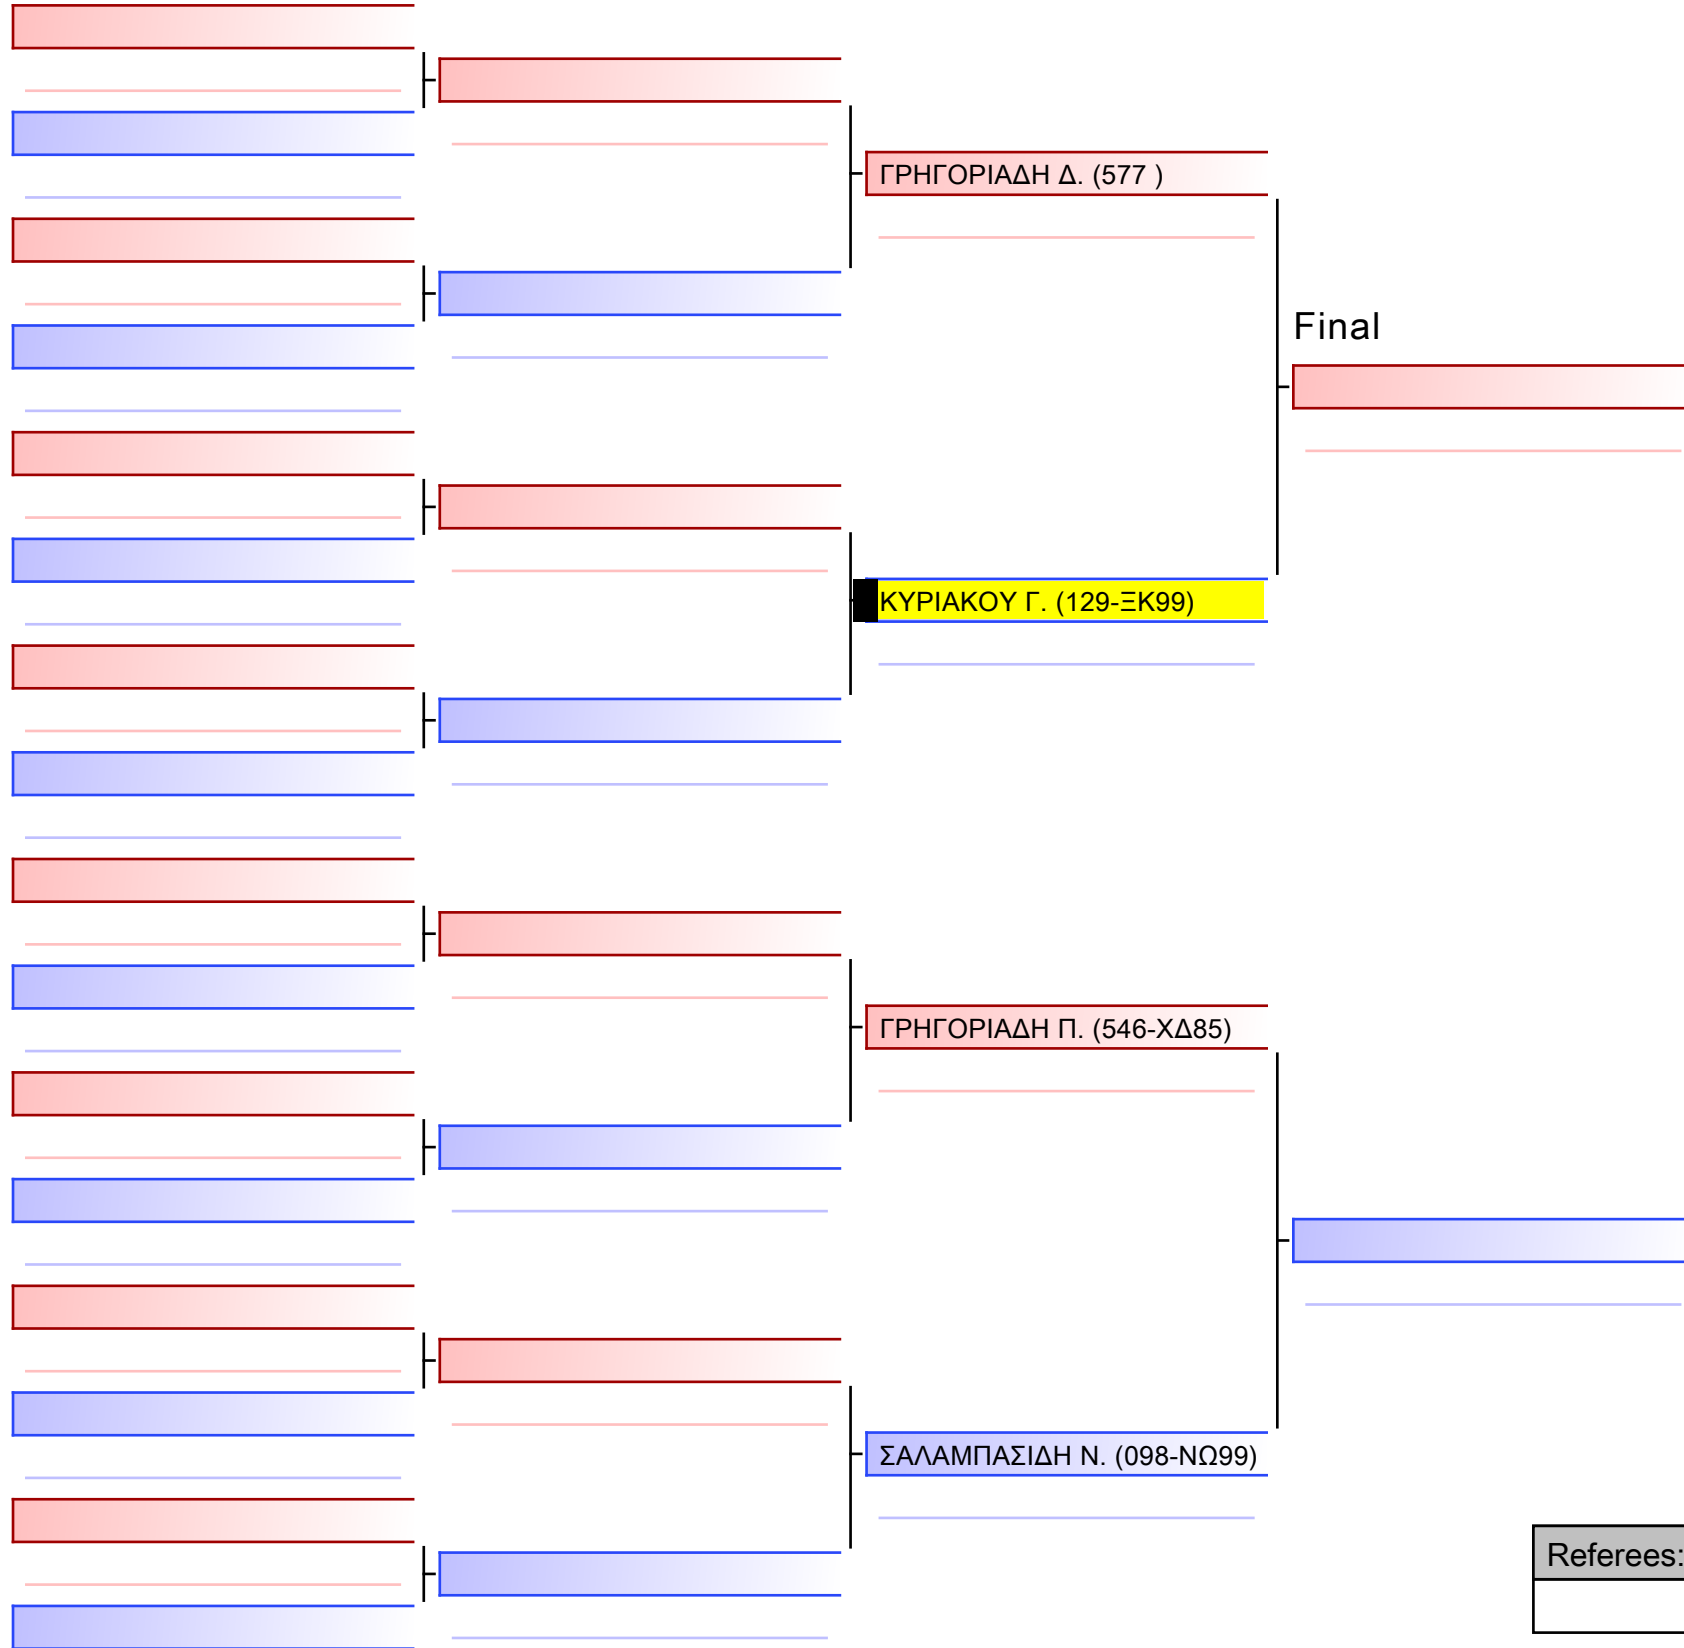 ΓΡΗΓΟΡΙΑΔΗ Δ. (577 )
Final
ΚΥΡΙΑΚΟΥ Γ. (129-ΞΚ99)
ΓΡΗΓΟΡΙΑΔΗ Π. (546-ΧΔ85)
ΣΑΛΑΜΠΑΣΙΔΗ Ν. (098-ΝΩ99)
Referees: